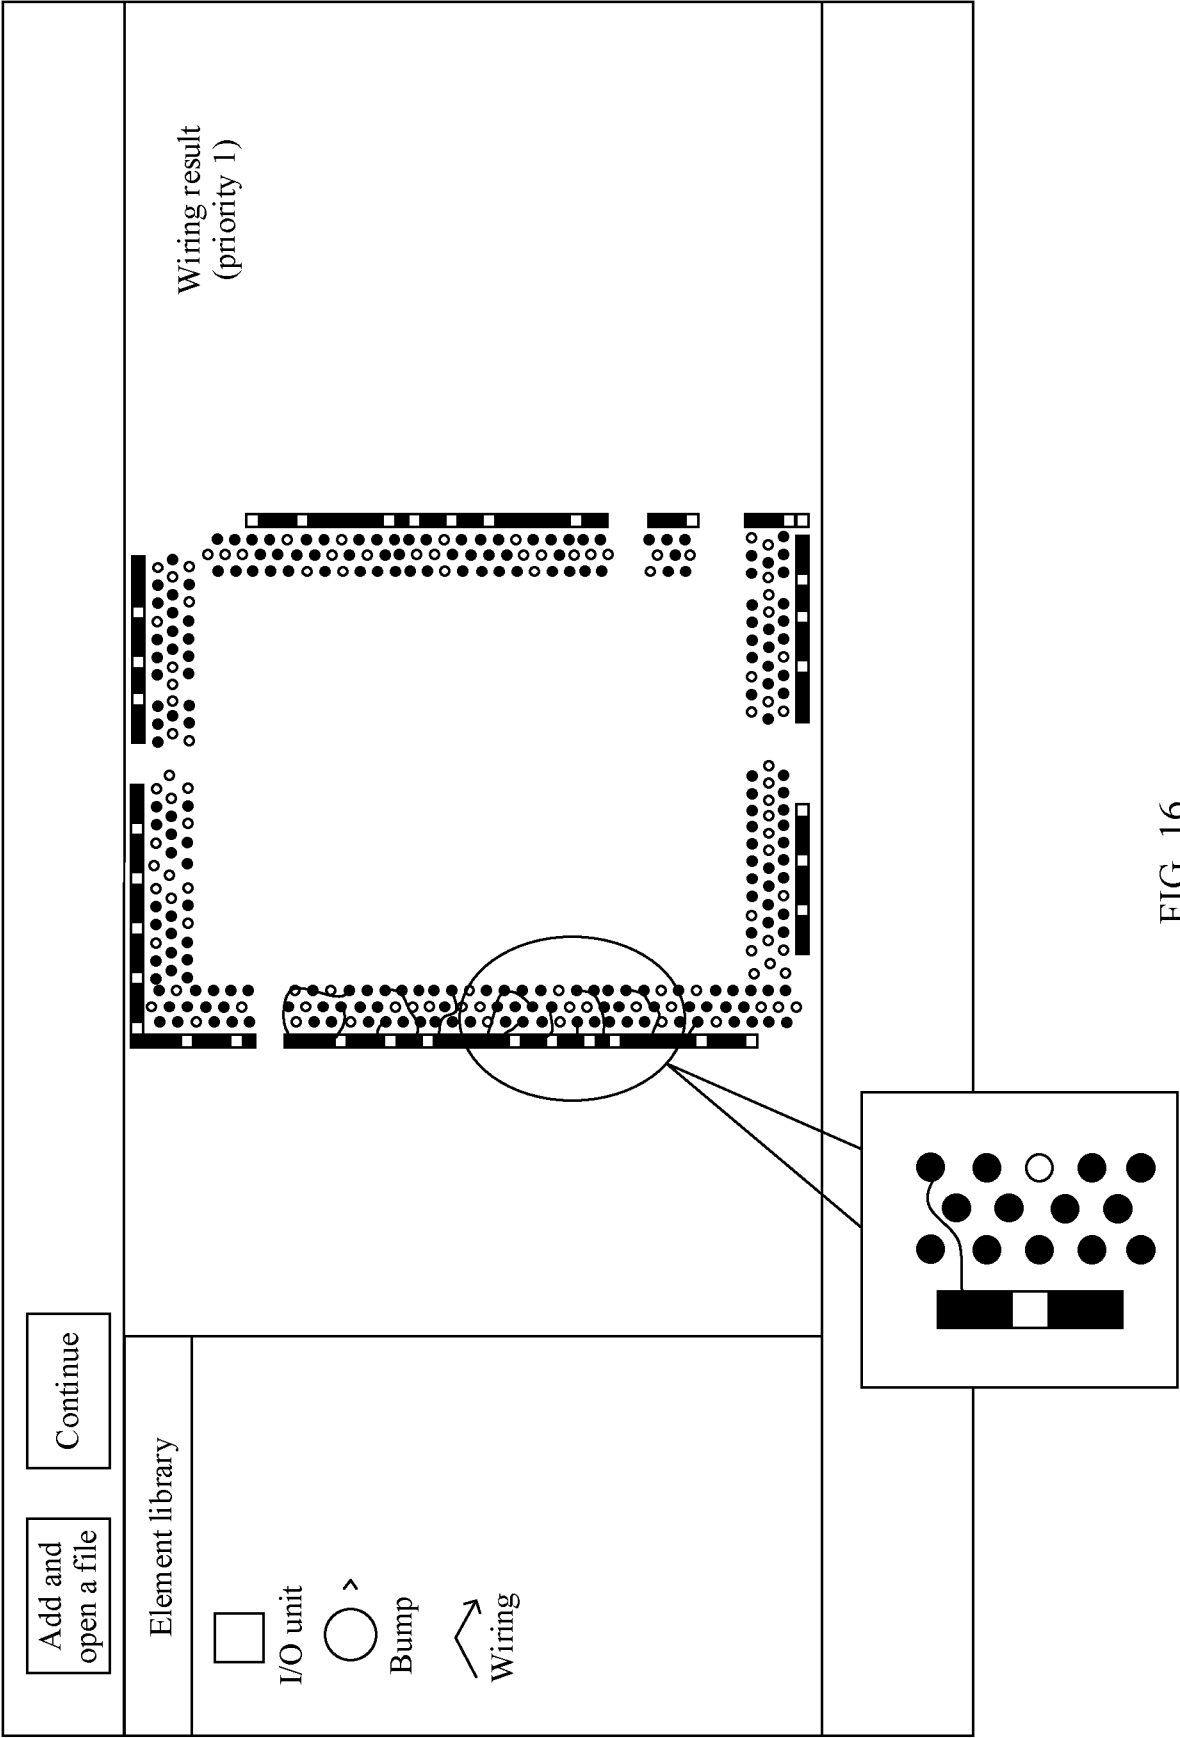 Add and
open a file
Continue
Element library
I/O unit
Bump
Wiring
Wiring result
(priority 1)
FIG. 16